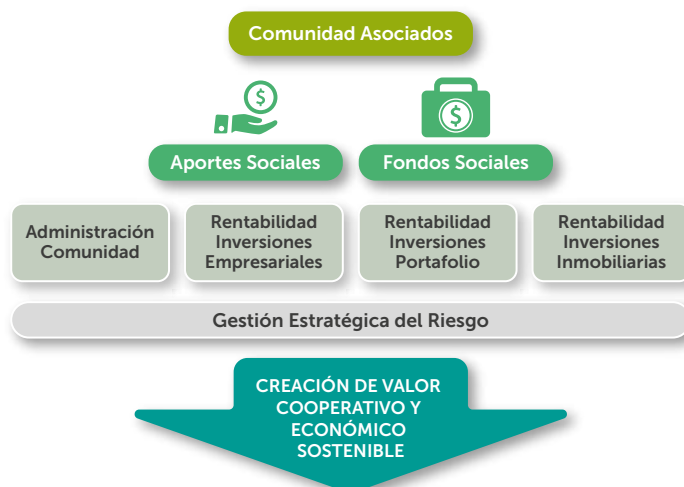 Comunidad Asociados
$
$
Aportes Sociales
Fondos Sociales
Administración
Comunidad
Rentabilidad
Inversiones
Empresariales
Rentabilidad
Inversiones
Portafolio
Rentabilidad
Inversiones
Inmobiliarias
Gestión Estratégica del Riesgo
CREACIÓN DE VALOR
COOPERATIVO Y
ECONÓMICO
SOSTENIBLE